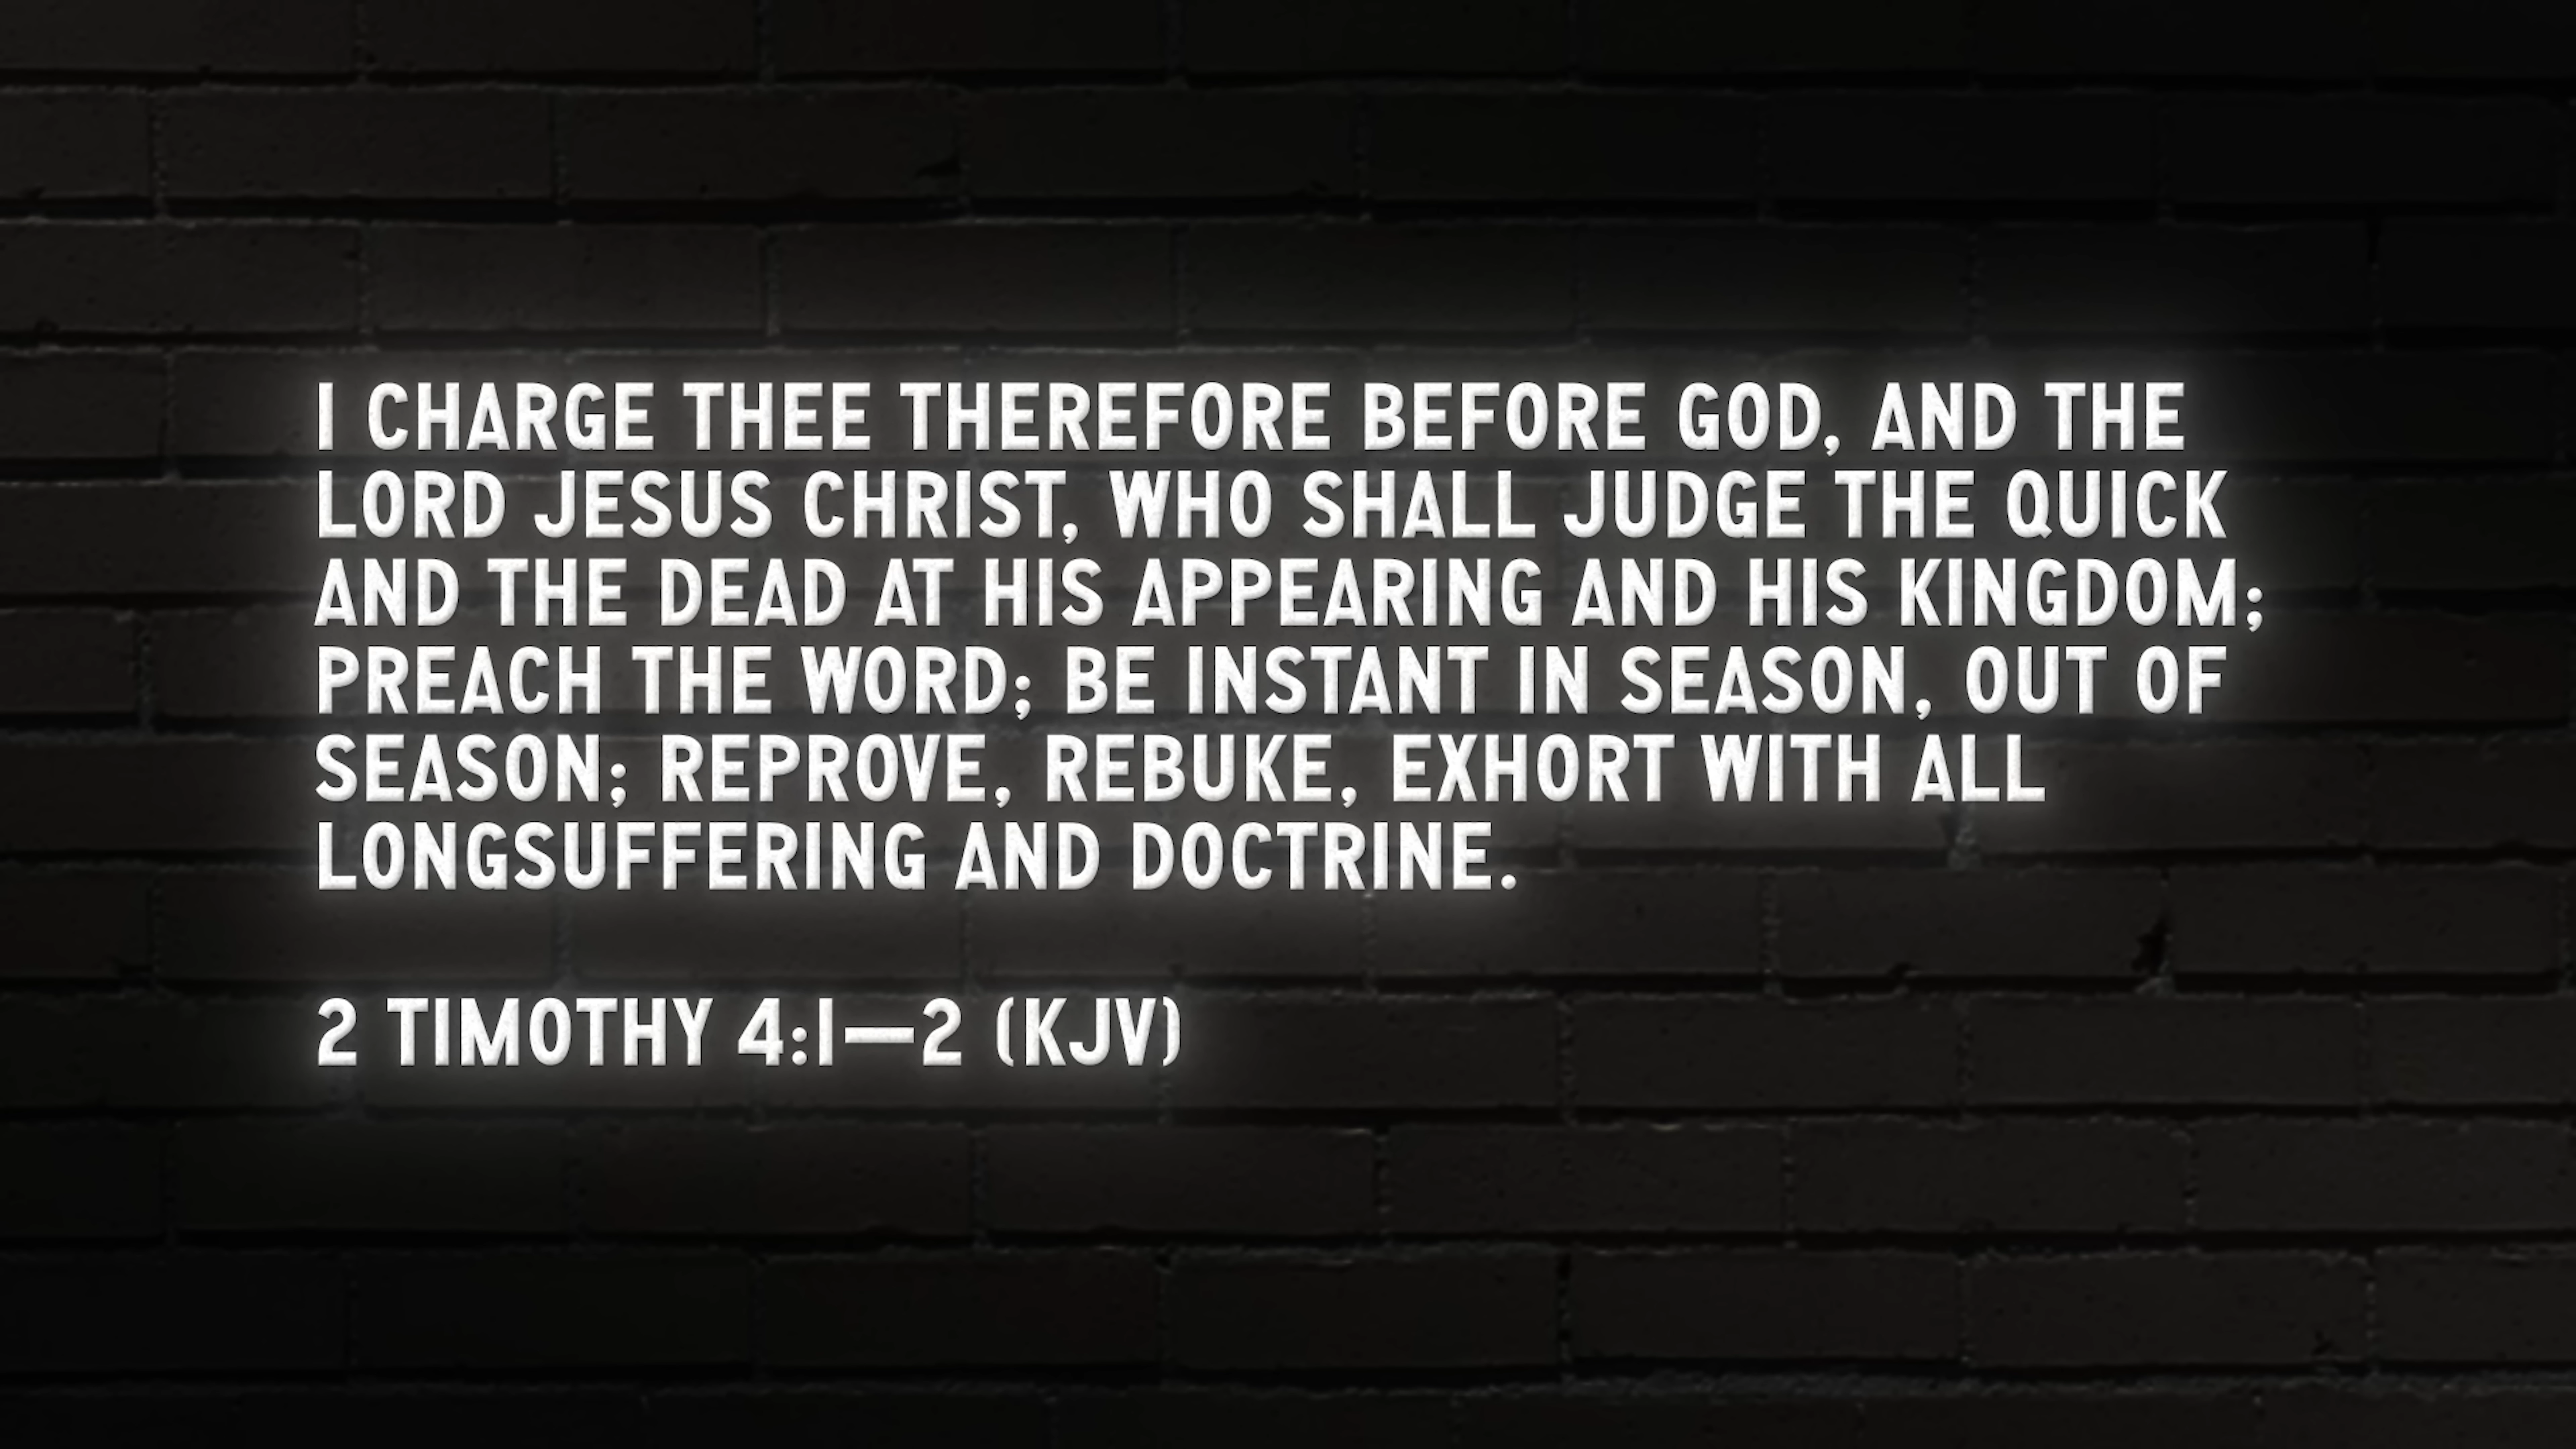 I CHARGE THEE THEREFORE BEFORE GOD, AND THE
LORD JESUS CHRIST, WHO SHALL JUDGE THE QUICK
AND THE DEAD AT HIS APPEARING AND HIS KINGDOM;
PREACH THE WORD; BE INSTANT IN SEASON, OUT OF
SEASON; REPROVE, REBUKE, EXHORT WITH ALL
LONGSUFFERING AND DOCTRINE.
2 TIMOTHY 4:1—2 (KJV)